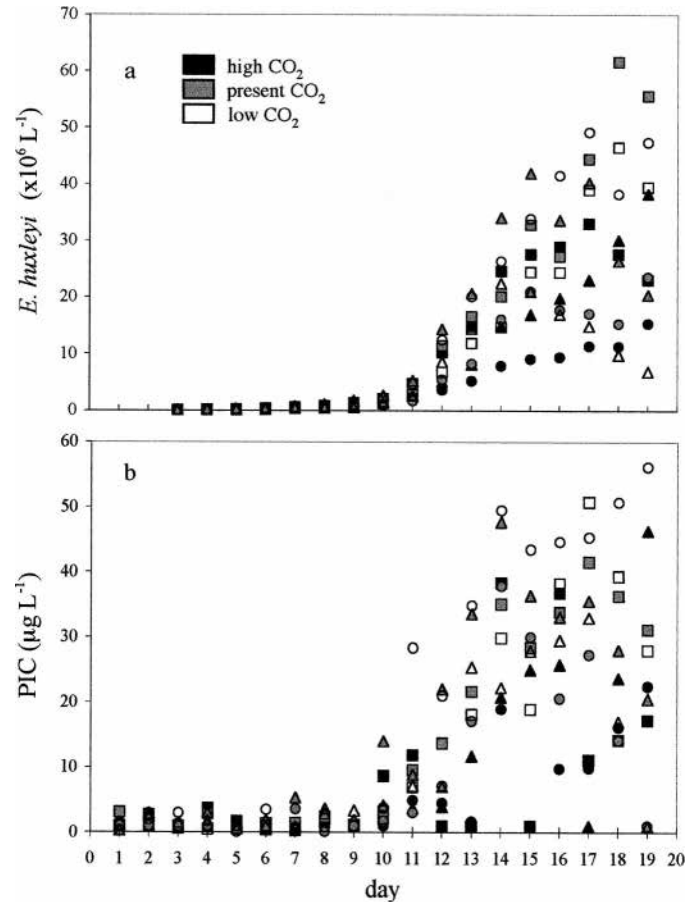 70
60
50
40
30
20
10
0
E. huxleyi (x10⁶ L⁻¹)
a
high CO₂
present CO₂
low CO₂
60
50
40
30
20
10
0
PIC (µg L⁻¹)
b
0 1 2 3 4 5 6 7 8 9 10 11 12 13 14 15 16 17 18 19 20
day